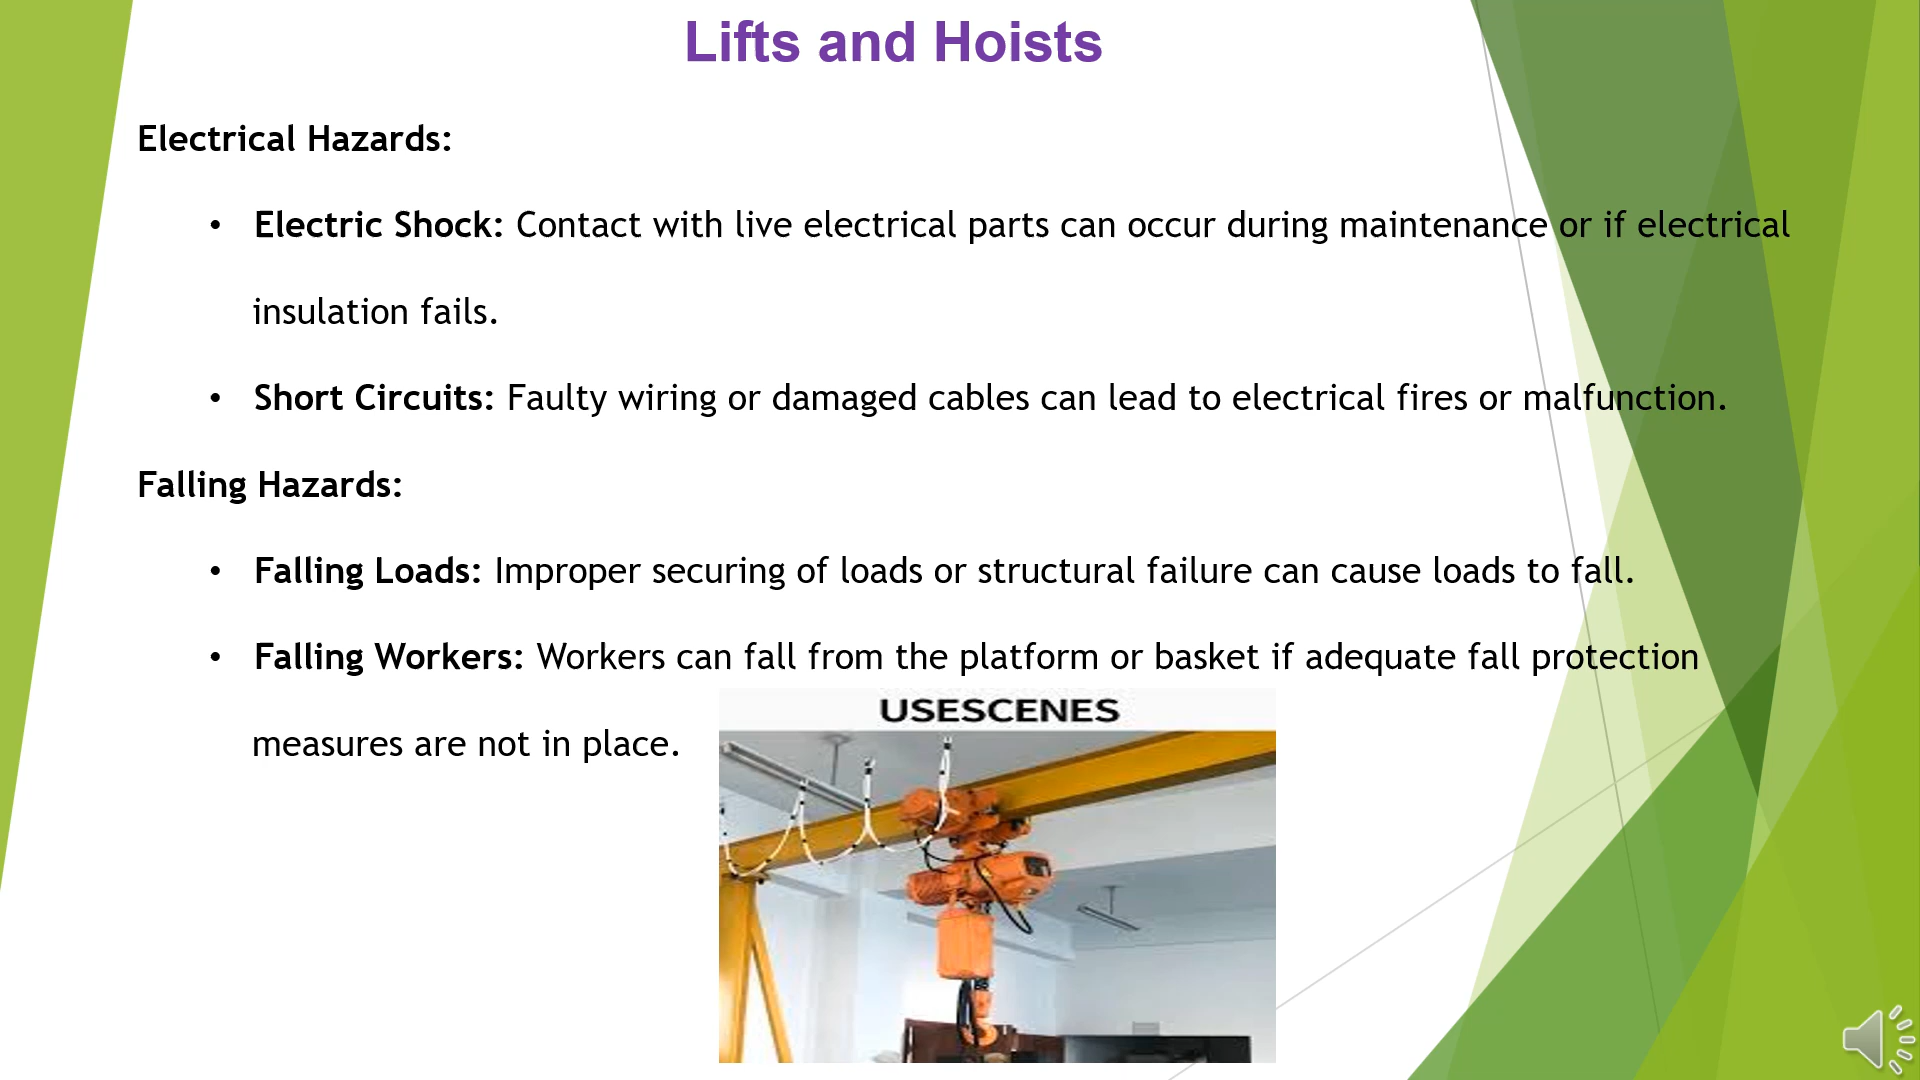 Lifts and Hoists
Electrical Hazards:
• Electric Shock: Contact with live electrical parts can occur during maintenance or if electrical
insulation fails.
• Short Circuits: Faulty wiring or damaged cables can lead to electrical fires or malfunction.
Falling Hazards:
• Falling Loads: Improper securing of loads or structural failure can cause loads to fall.
• Falling Workers: Workers can fall from the platform or basket if adequate fall protection
measures are not in place.
USESCENES